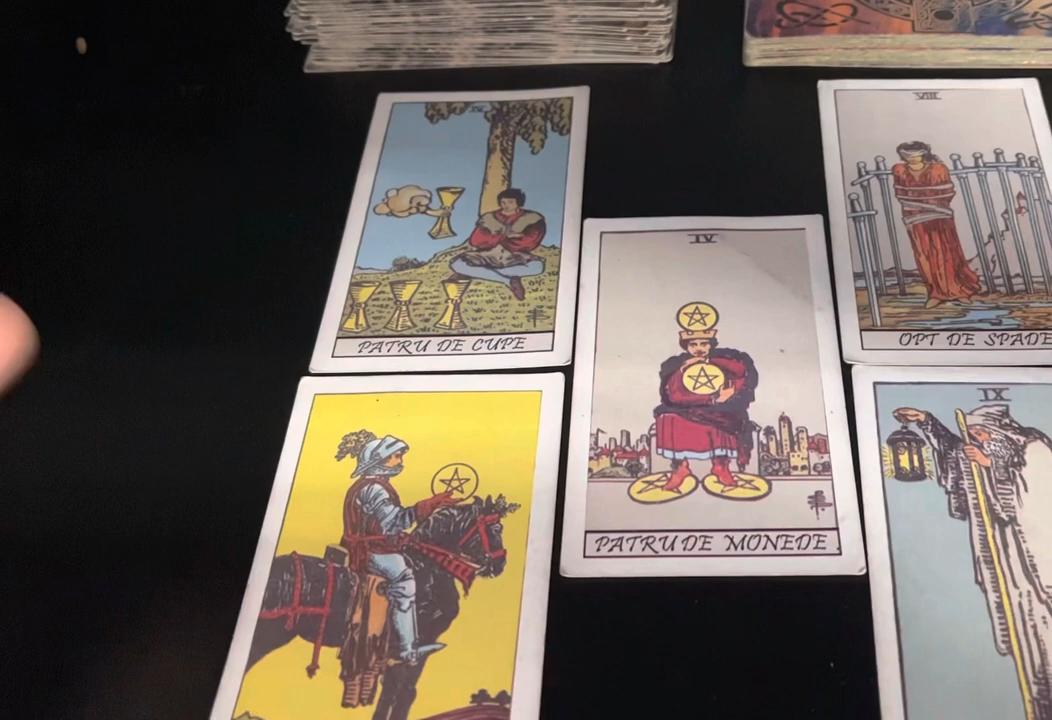 IV
PATRU DE CUPE
VIII
OPT DE SPADE
IV
PATRU DE MONEDE
IX